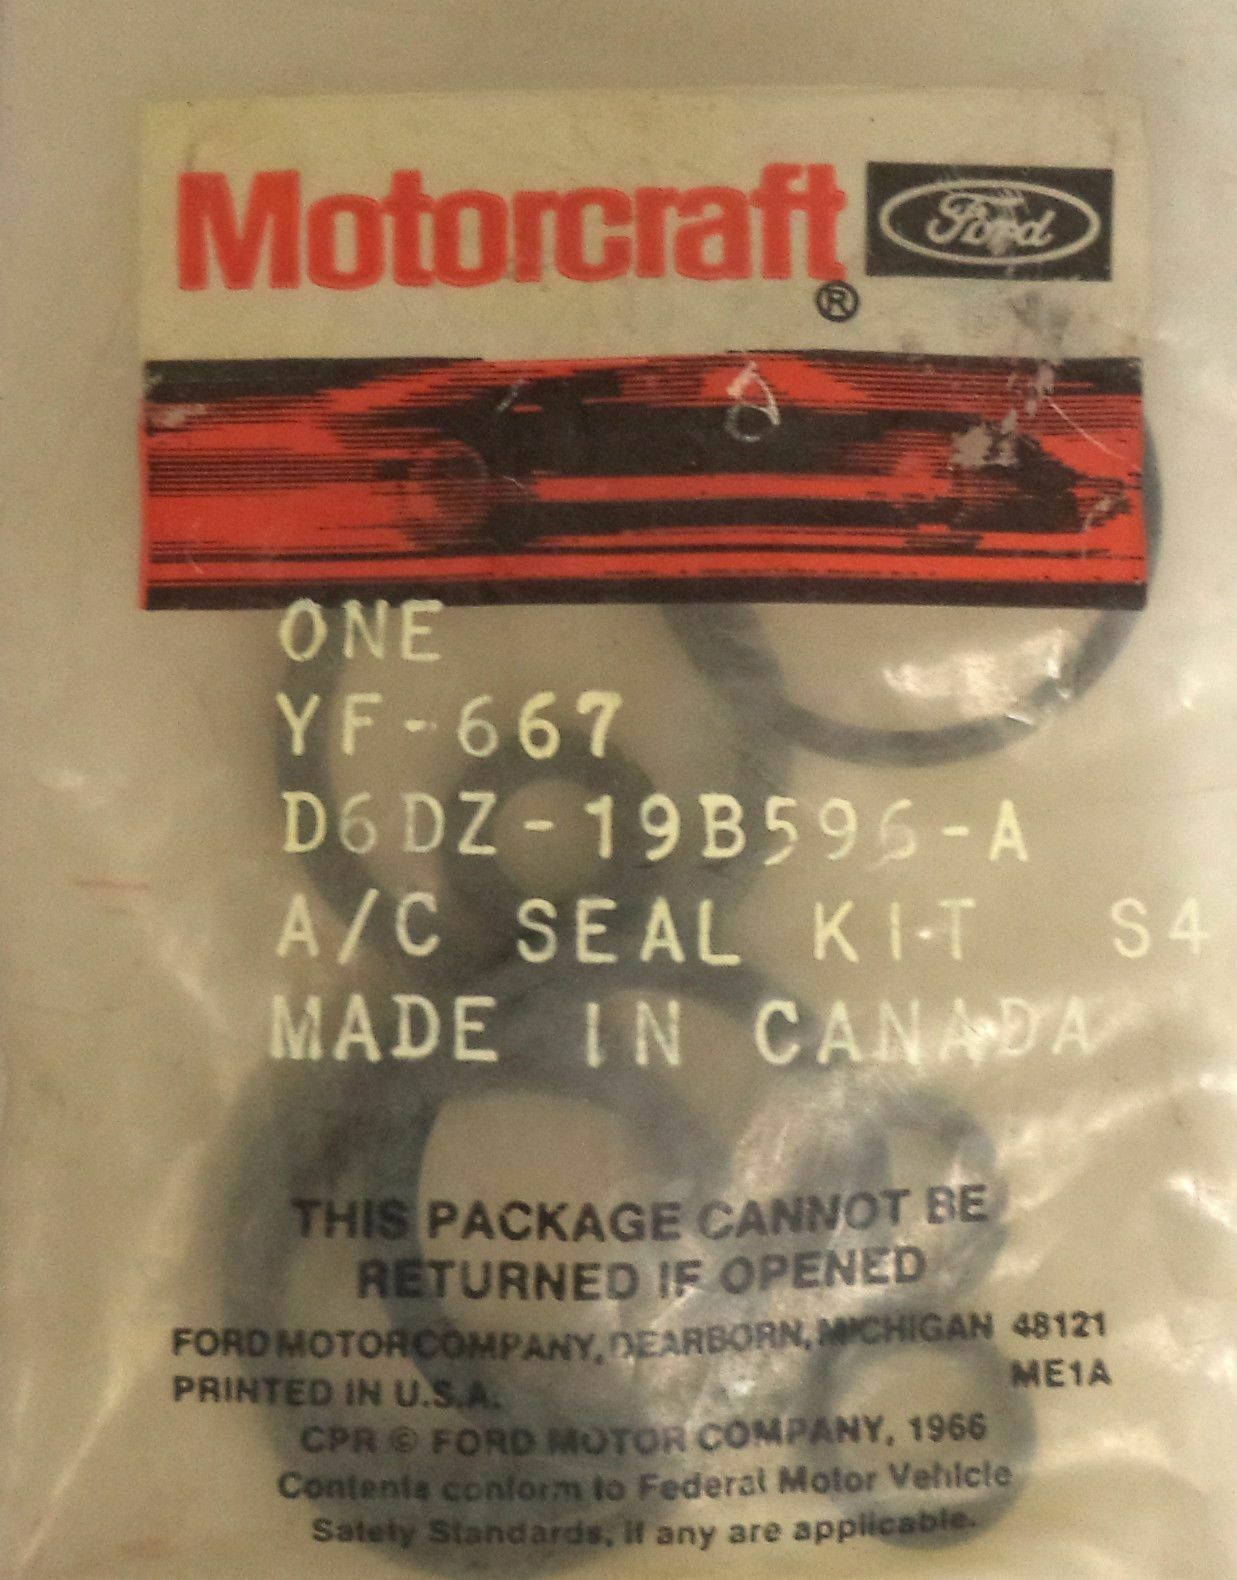 Motorcraft® Ford
ONE
YF-667
D6DZ-19B596-A
A/C SEAL KIT S4
MADE IN CANADA
THIS PACKAGE CANNOT BE
RETURNED IF OPENED
FORD MOTOR COMPANY, DEARBORN, MICHIGAN 48121
PRINTED IN U.S.A. ME1A
CPR © FORD MOTOR COMPANY, 1966
Contents conform to Federal Motor Vehicle
Safety Standards, if any are applicable.